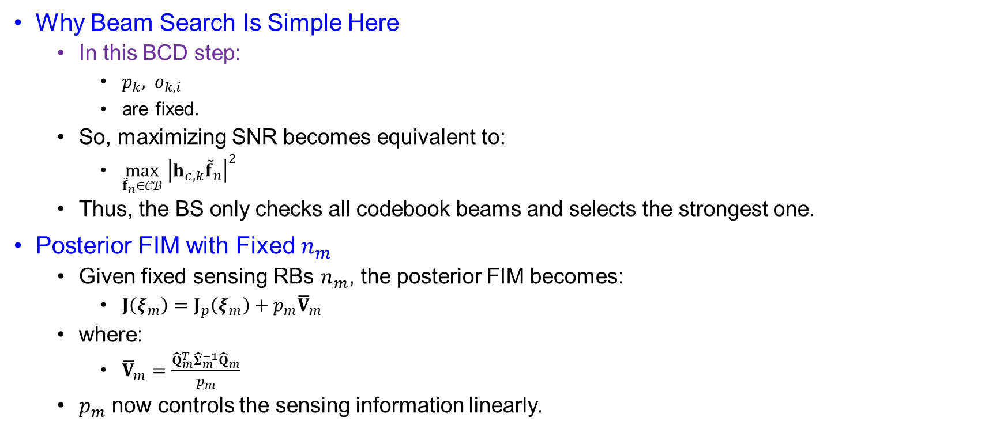 • Why Beam Search Is Simple Here
• In this BCD step:
• $p_k,\ o_{k,i}$
• are fixed.
• So, maximizing SNR becomes equivalent to:
• $\max_{\tilde{\mathbf{f}}_n \in \mathcal{CB}} \left| \mathbf{h}_{c,k} \tilde{\mathbf{f}}_n \right|^2$
• Thus, the BS only checks all codebook beams and selects the strongest one.
• Posterior FIM with Fixed $n_m$
• Given fixed sensing RBs $n_m$, the posterior FIM becomes:
• $\mathbf{J}(\boldsymbol{\xi}_m) = \mathbf{J}_p(\boldsymbol{\xi}_m) + p_m \overline{\mathbf{V}}_m$
• where:
• $\overline{\mathbf{V}}_m = \frac{\widehat{\mathbf{Q}}_m^T \widehat{\mathbf{\Sigma}}_m^{-1} \widehat{\mathbf{Q}}_m}{p_m}$
• $p_m$ now controls the sensing information linearly.